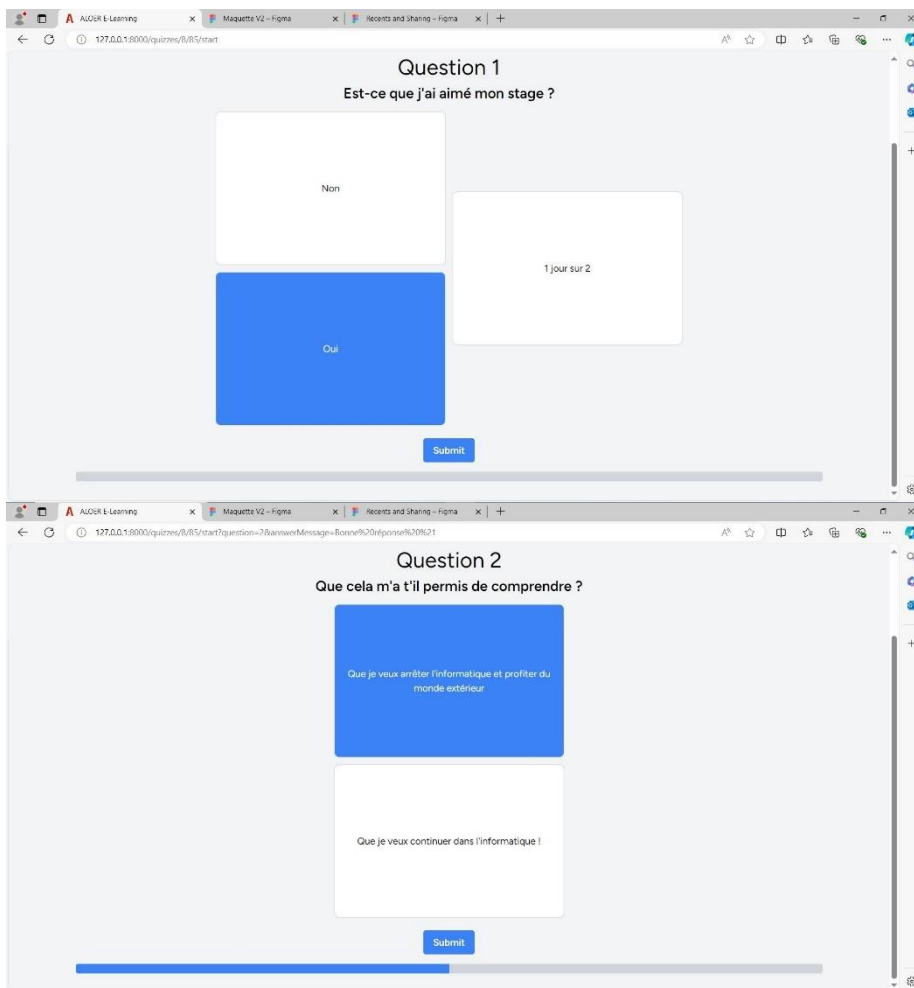 ALOER E-Learning
Maquette V2 – Figma
Recents and Sharing – Figma
127.0.0.1:8000/quizzes/8/85/start
Question 1
Est-ce que j'ai aimé mon stage ?
Non
1 jour sur 2
Oui
Submit
ALOER E-Learning
Maquette V2 – Figma
Recents and Sharing – Figma
127.0.0.1:8000/quizzes/8/85/start?question=2&answerMessage=Bonne%20réponse%20%21
Question 2
Que cela m'a t'il permis de comprendre ?
Que je veux arrêter l'informatique et profiter du
monde extérieur
Que je veux continuer dans l'informatique !
Submit